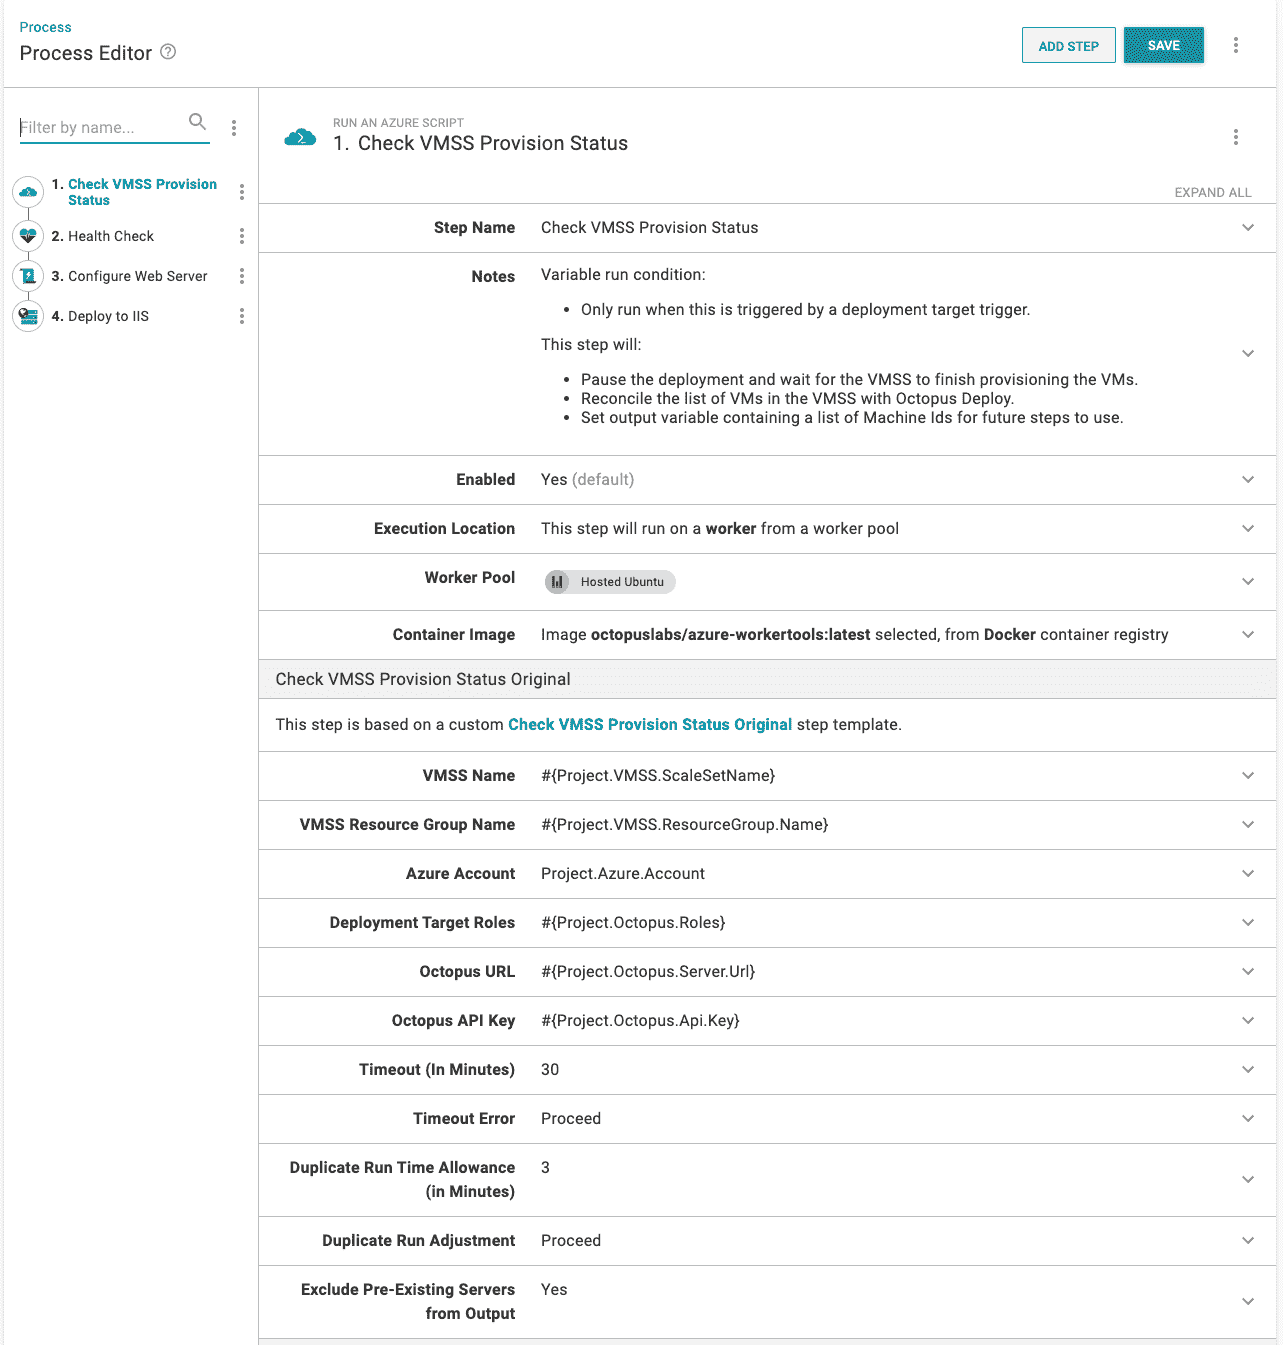 Process
Process Editor
ADD STEP
SAVE
Filter by name...
1. Check VMSS Provision
Status
2. Health Check
3. Configure Web Server
4. Deploy to IIS
RUN AN AZURE SCRIPT
1. Check VMSS Provision Status
EXPAND ALL
Step Name Check VMSS Provision Status
Notes Variable run condition:
• Only run when this is triggered by a deployment target trigger.
This step will:
• Pause the deployment and wait for the VMSS to finish provisioning the VMs.
• Reconcile the list of VMs in the VMSS with Octopus Deploy.
• Set output variable containing a list of Machine Ids for future steps to use.
Enabled Yes (default)
Execution Location This step will run on a worker from a worker pool
Worker Pool Hosted Ubuntu
Container Image Image octopuslabs/azure-workertools:latest selected, from Docker container registry
Check VMSS Provision Status Original
This step is based on a custom Check VMSS Provision Status Original step template.
VMSS Name #{Project.VMSS.ScaleSetName}
VMSS Resource Group Name #{Project.VMSS.ResourceGroup.Name}
Azure Account Project.Azure.Account
Deployment Target Roles #{Project.Octopus.Roles}
Octopus URL #{Project.Octopus.Server.Url}
Octopus API Key #{Project.Octopus.Api.Key}
Timeout (In Minutes) 30
Timeout Error Proceed
Duplicate Run Time Allowance 3
(in Minutes)
Duplicate Run Adjustment Proceed
Exclude Pre-Existing Servers Yes
from Output